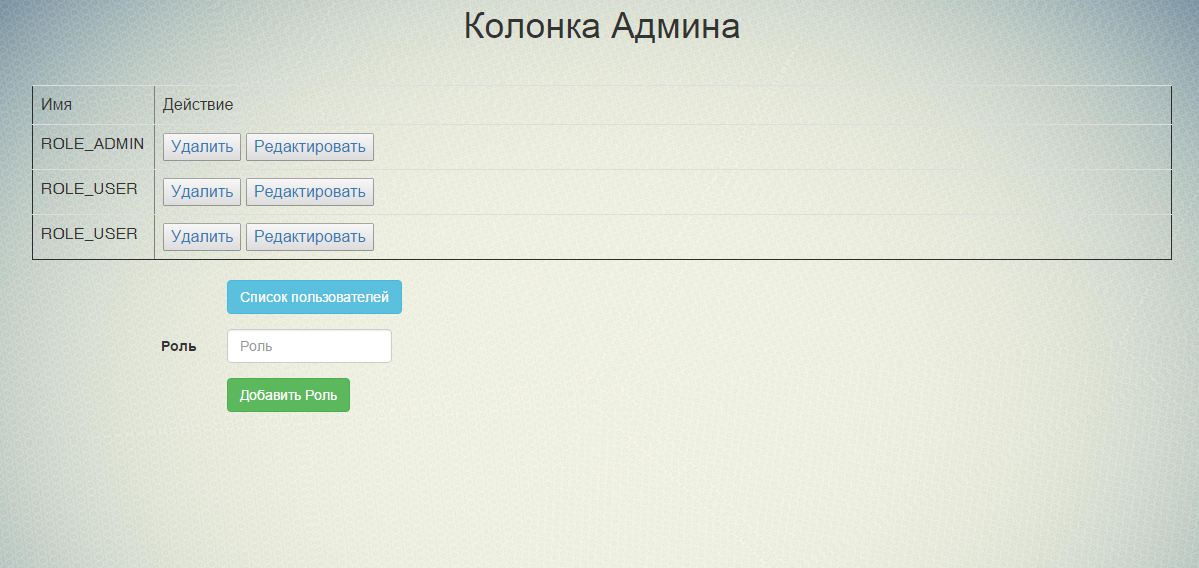 Колонка Админа
Имя Действие
ROLE_ADMIN Удалить Редактировать
ROLE_USER Удалить Редактировать
ROLE_USER Удалить Редактировать
Список пользователей
Роль Роль
Добавить Роль